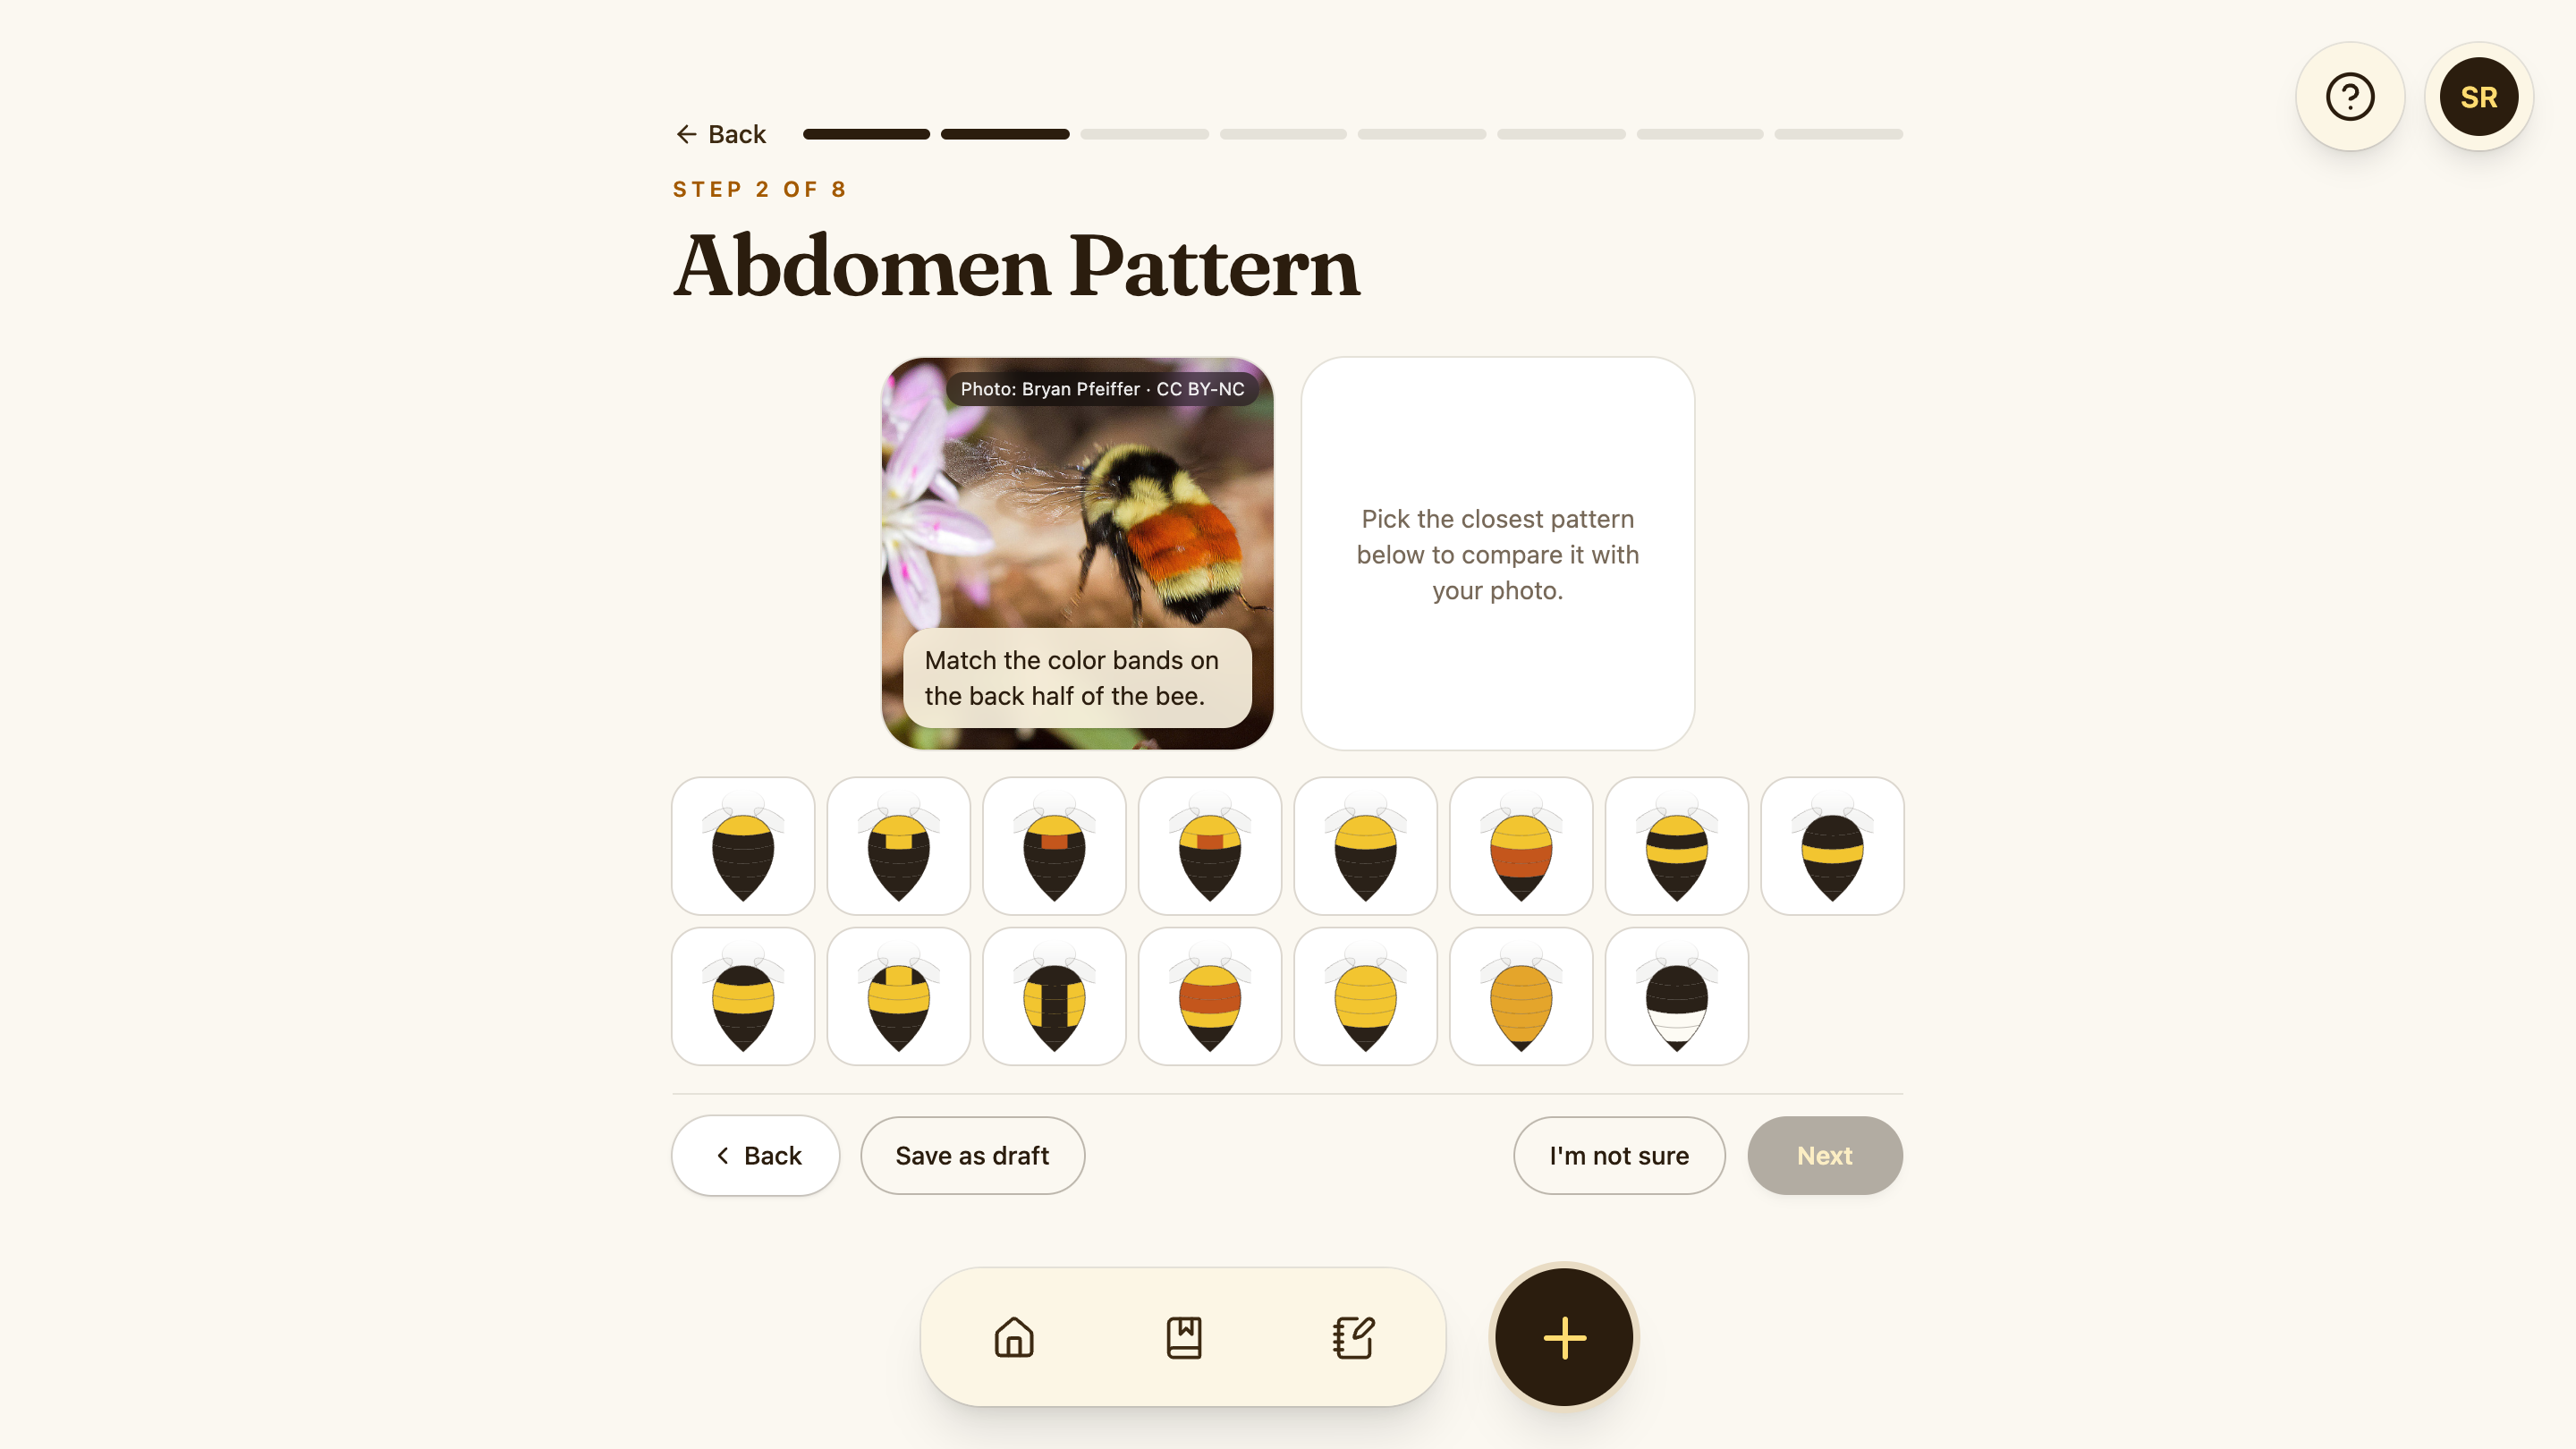 Back
SR
STEP 2 OF 8
Abdomen Pattern
Photo: Bryan Pfeiffer · CC BY-NC
Match the color bands on
the back half of the bee.
Pick the closest pattern
below to compare it with
your photo.
Back
Save as draft
I'm not sure
Next